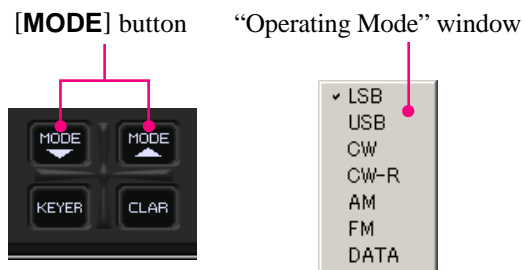 [MODE] button
“Operating Mode” window
MODE
MODE
KEYER
CLAR
LSB
USB
CW
CW-R
AM
FM
DATA